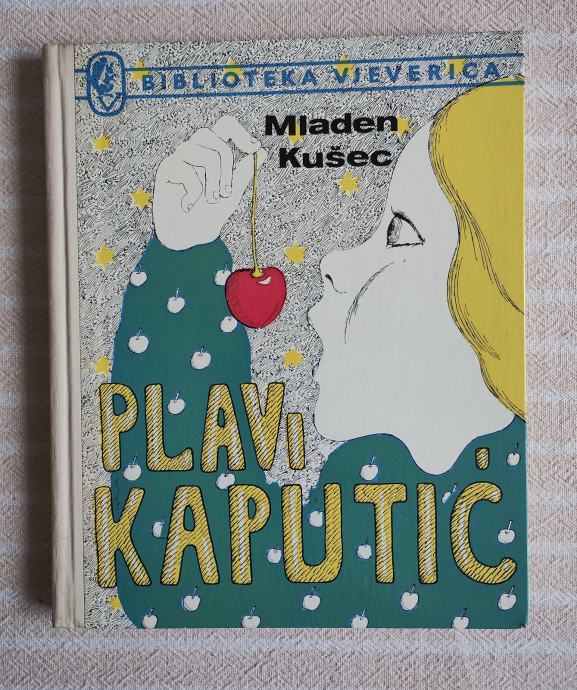 BIBLIOTEKA VJEVERICA
Mladen
Kušec
PLAVI
KAPUTIĆ